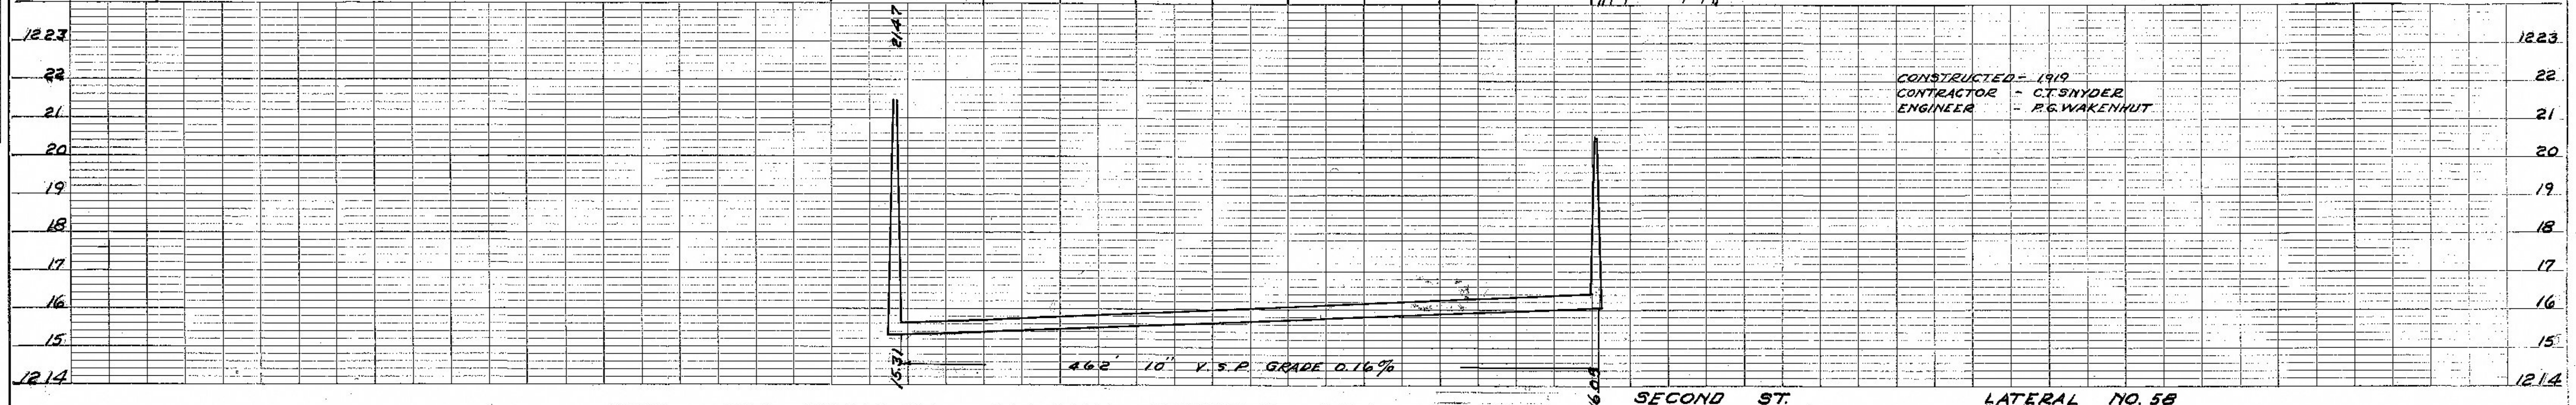 21.47
1223 1223
22 22
21 21
20 20
19 19
18 18
17 17
16 16
15 15
1214 1214
CONSTRUCTED - 1919
CONTRACTOR - C.T. SNYDER
ENGINEER - P.G. WAKENHUT
15.31
462' 10" V.S.P. GRADE 0.16%
6.05
SECOND ST. LATERAL NO. 58